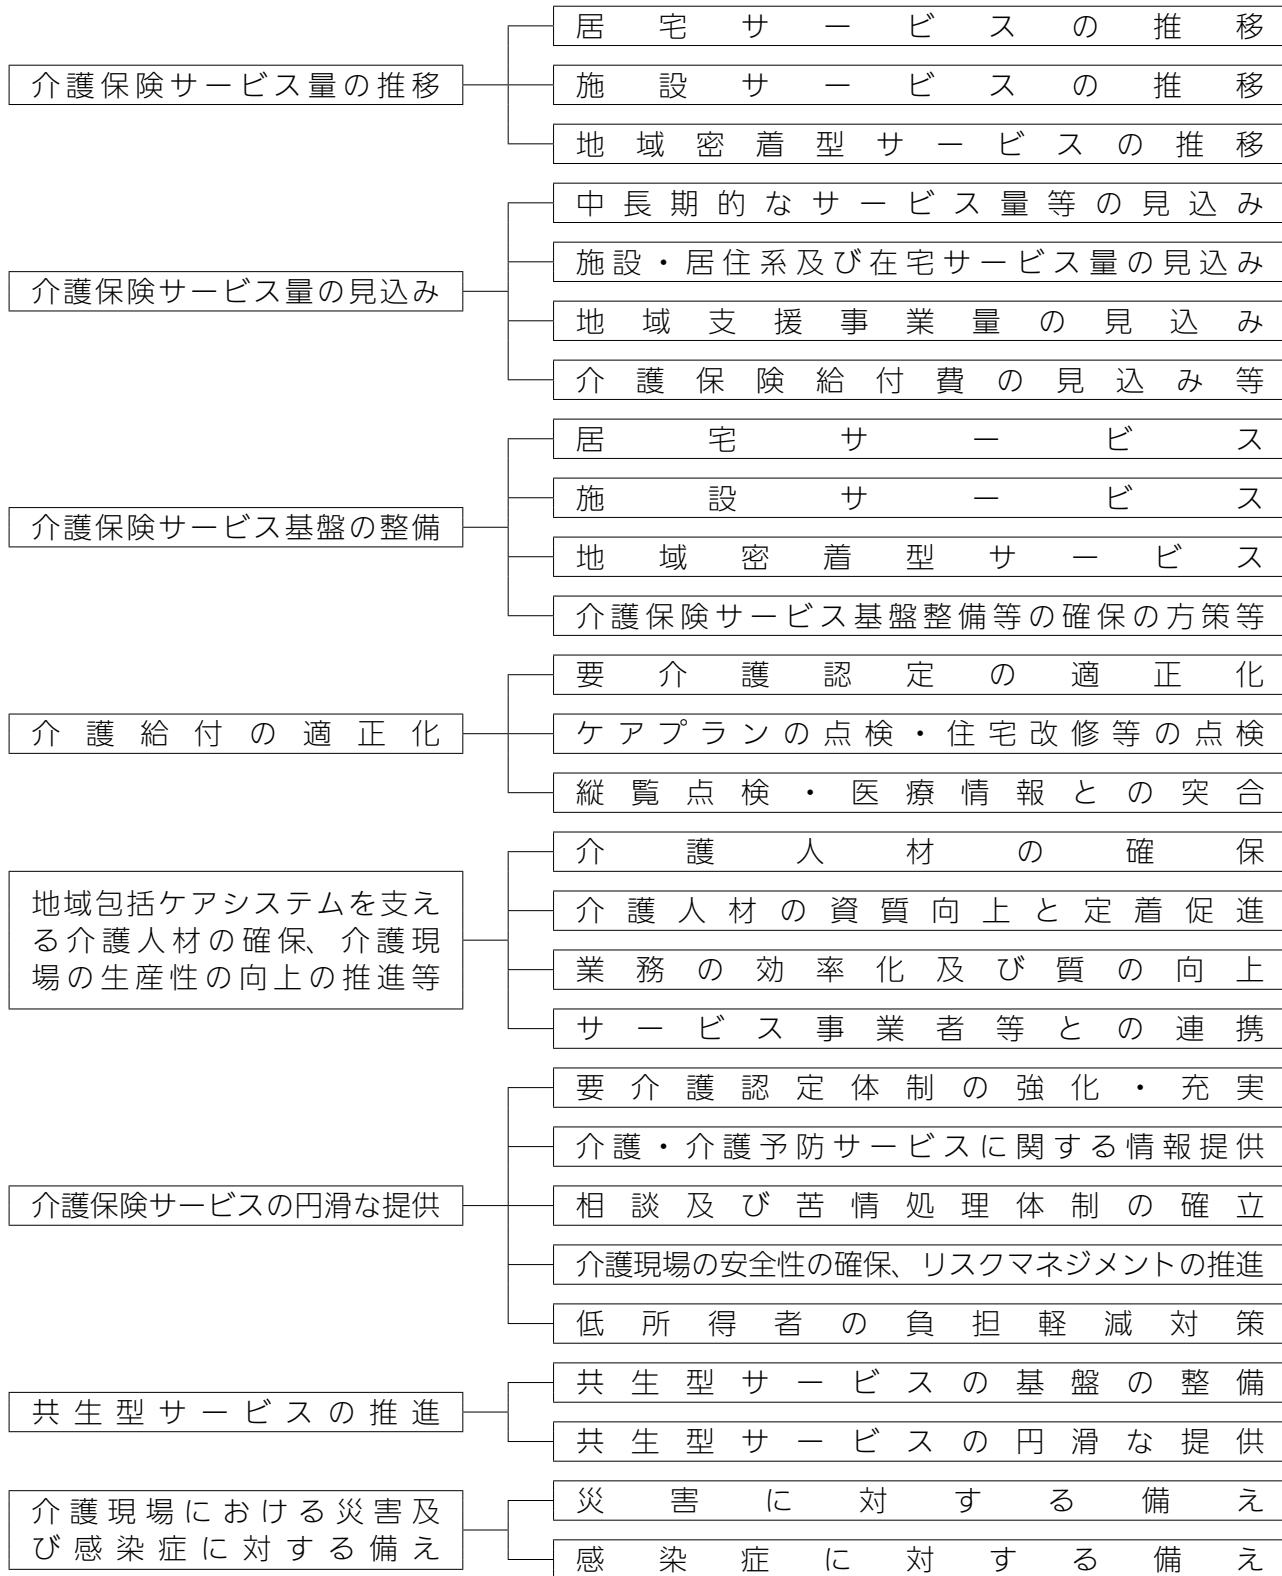 介護保険サービス量の推移
居宅サービスの推移
施設サービスの推移
地域密着型サービスの推移
介護保険サービス量の見込み
中長期的なサービス量等の見込み
施設・居住系及び在宅サービス量の見込み
地域支援事業量の見込み
介護保険給付費の見込み等
介護保険サービス基盤の整備
居宅サービス
施設サービス
地域密着型サービス
介護保険サービス基盤整備等の確保の方策等
介護給付の適正化
要介護認定の適正化
ケアプランの点検・住宅改修等の点検
縦覧点検・医療情報との突合
地域包括ケアシステムを支え
る介護人材の確保、介護現
場の生産性の向上の推進等
介護人材の確保
介護人材の資質向上と定着促進
業務の効率化及び質の向上
サービス事業者等との連携
介護保険サービスの円滑な提供
要介護認定体制の強化・充実
介護・介護予防サービスに関する情報提供
相談及び苦情処理体制の確立
介護現場の安全性の確保、リスクマネジメントの推進
低所得者の負担軽減対策
共生型サービスの推進
共生型サービスの基盤の整備
共生型サービスの円滑な提供
介護現場における災害及
び感染症に対する備え
災害に対する備え
感染症に対する備え